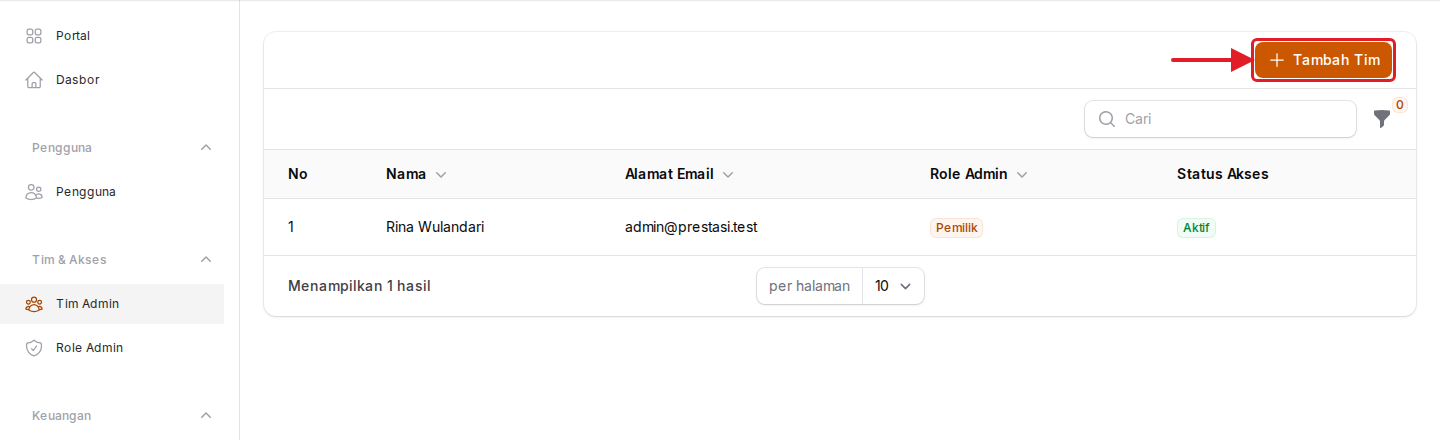 Portal
Dasbor
Pengguna
Pengguna
Tim & Akses
Tim Admin
Role Admin
Keuangan
Tambah Tim
Cari
0
No Nama Alamat Email Role Admin Status Akses
1 Rina Wulandari admin@prestasi.test Pemilik Aktif
Menampilkan 1 hasil per halaman 10